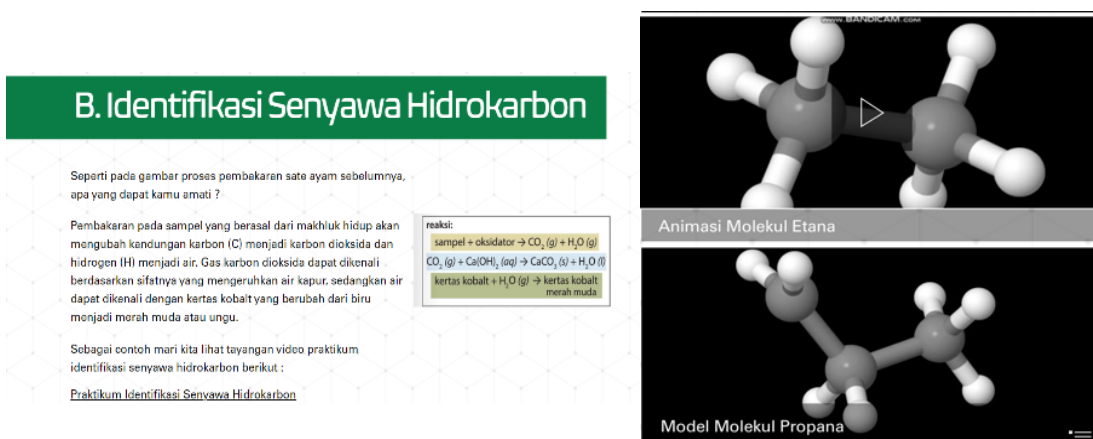 B. Identifikasi Senyawa Hidrokarbon
Seperti pada gambar proses pembakaran sate ayam sebelumnya,
apa yang dapat kamu amati ?
Pembakaran pada sampel yang berasal dari makhluk hidup akan
mengubah kandungan karbon (C) menjadi karbon dioksida dan
hidrogen (H) menjadi air. Gas karbon dioksida dapat dikenali
berdasarkan sifatnya yang mengeruhkan air kapur, sedangkan air
dapat dikenali dengan kertas kobalt yang berubah dari biru
menjadi merah muda atau ungu.
Sebagai contoh mari kita lihat tayangan video praktikum
identifikasi senyawa hidrokarbon berikut :
Praktikum Identifikasi Senyawa Hidrokarbon
reaksi:
sampel + oksidator → CO₂ (g) + H₂O (g)
CO₂ (g) + Ca(OH)₂ (aq) → CaCO₃ (s) + H₂O (l)
kertas kobalt + H₂O (g) → kertas kobalt
merah muda
www.BANDICAM.com
Animasi Molekul Etana
Model Molekul Propana